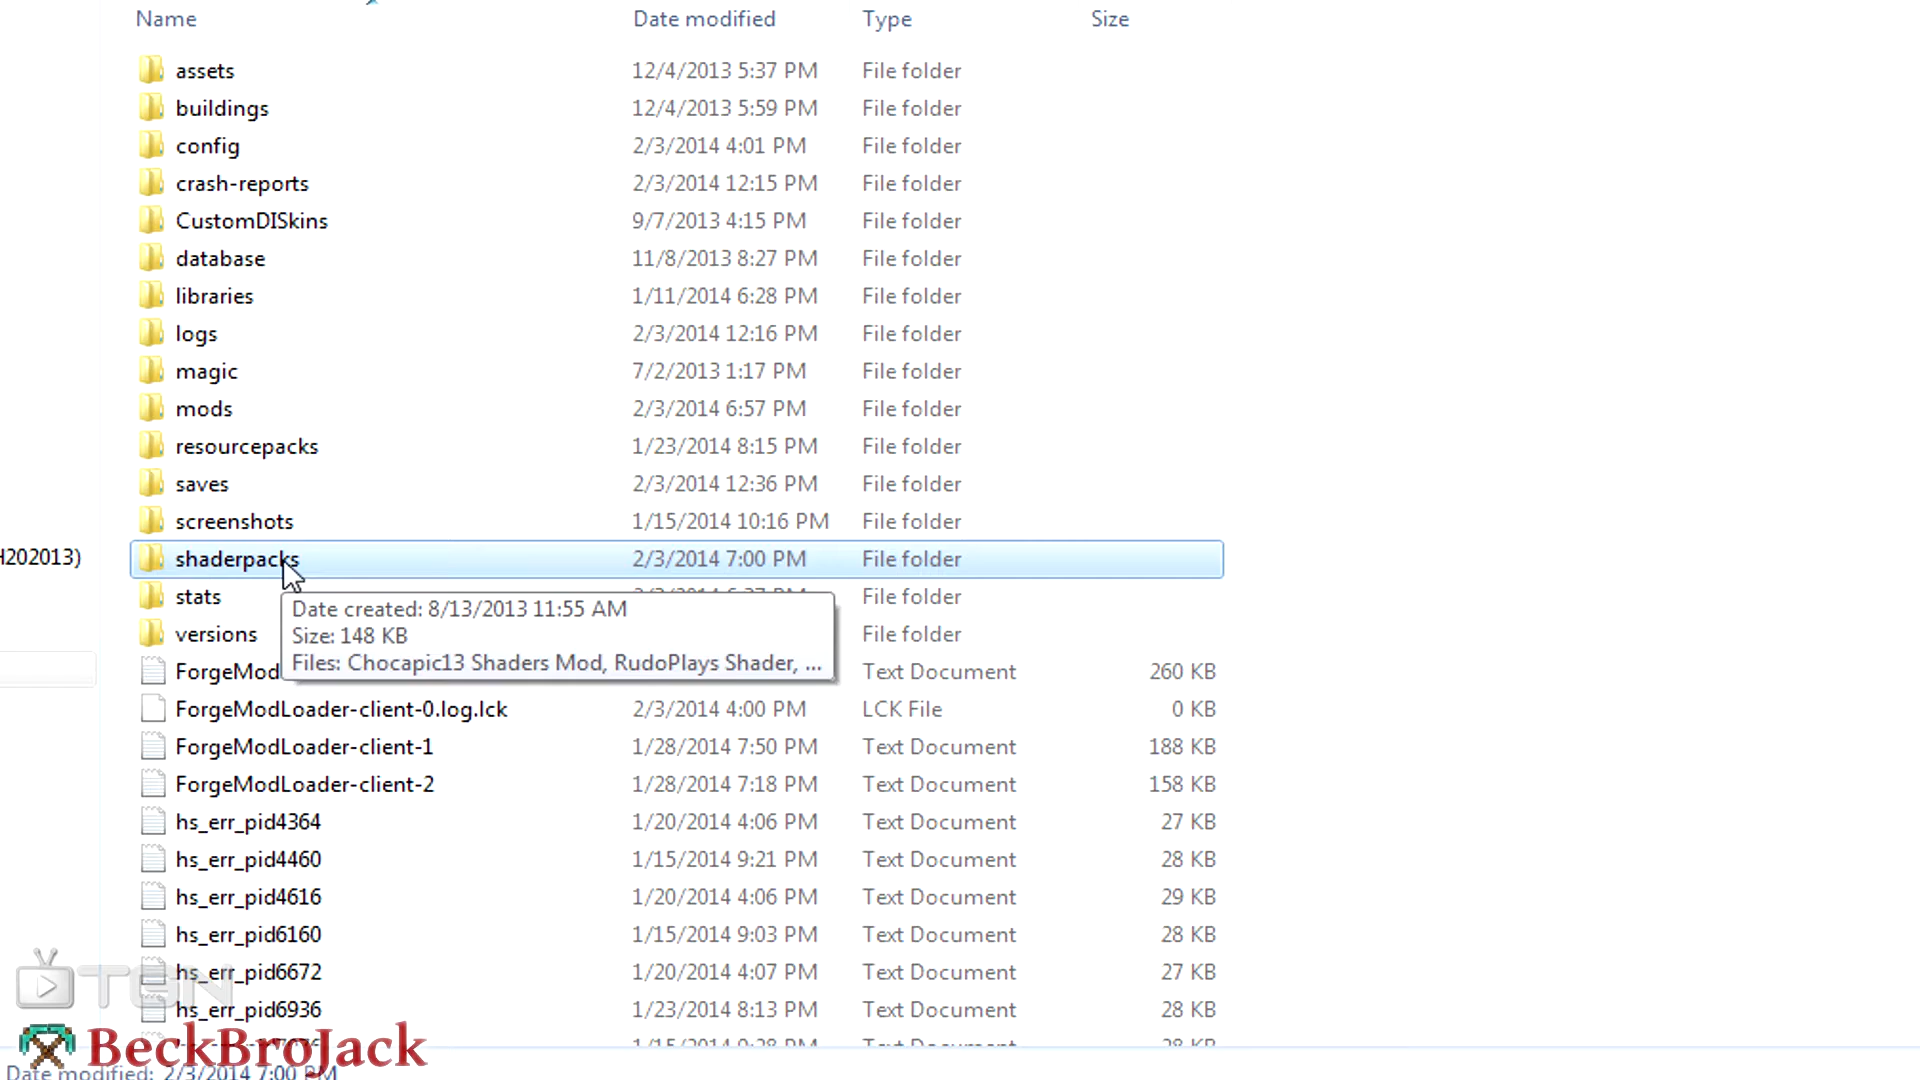 Name Date modified Type Size
assets 12/4/2013 5:37 PM File folder
buildings 12/4/2013 5:59 PM File folder
config 2/3/2014 4:01 PM File folder
crash-reports 2/3/2014 12:15 PM File folder
CustomDISkins 9/7/2013 4:15 PM File folder
database 11/8/2013 8:27 PM File folder
libraries 1/11/2014 6:28 PM File folder
logs 2/3/2014 12:16 PM File folder
magic 7/2/2013 1:17 PM File folder
mods 2/3/2014 6:57 PM File folder
resourcepacks 1/23/2014 8:15 PM File folder
saves 2/3/2014 12:36 PM File folder
screenshots 1/15/2014 10:16 PM File folder
H202013) shaderpacks 2/3/2014 7:00 PM File folder
stats File folder
Date created: 8/13/2013 11:55 AM
versions File folder
Size: 148 KB
Files: Chocapic13 Shaders Mod, RudoPlays Shader, ...
ForgeMod Text Document 260 KB
ForgeModLoader-client-0.log.lck 2/3/2014 4:00 PM LCK File 0 KB
ForgeModLoader-client-1 1/28/2014 7:50 PM Text Document 188 KB
ForgeModLoader-client-2 1/28/2014 7:18 PM Text Document 158 KB
hs_err_pid4364 1/20/2014 4:06 PM Text Document 27 KB
hs_err_pid4460 1/15/2014 9:21 PM Text Document 28 KB
hs_err_pid4616 1/20/2014 4:06 PM Text Document 29 KB
hs_err_pid6160 1/15/2014 9:03 PM Text Document 28 KB
hs_err_pid6672 1/20/2014 4:07 PM Text Document 27 KB
TGN
hs_err_pid6936 1/23/2014 8:13 PM Text Document 28 KB
BeckBroJack
Date modified: 2/3/2014 7:00 PM